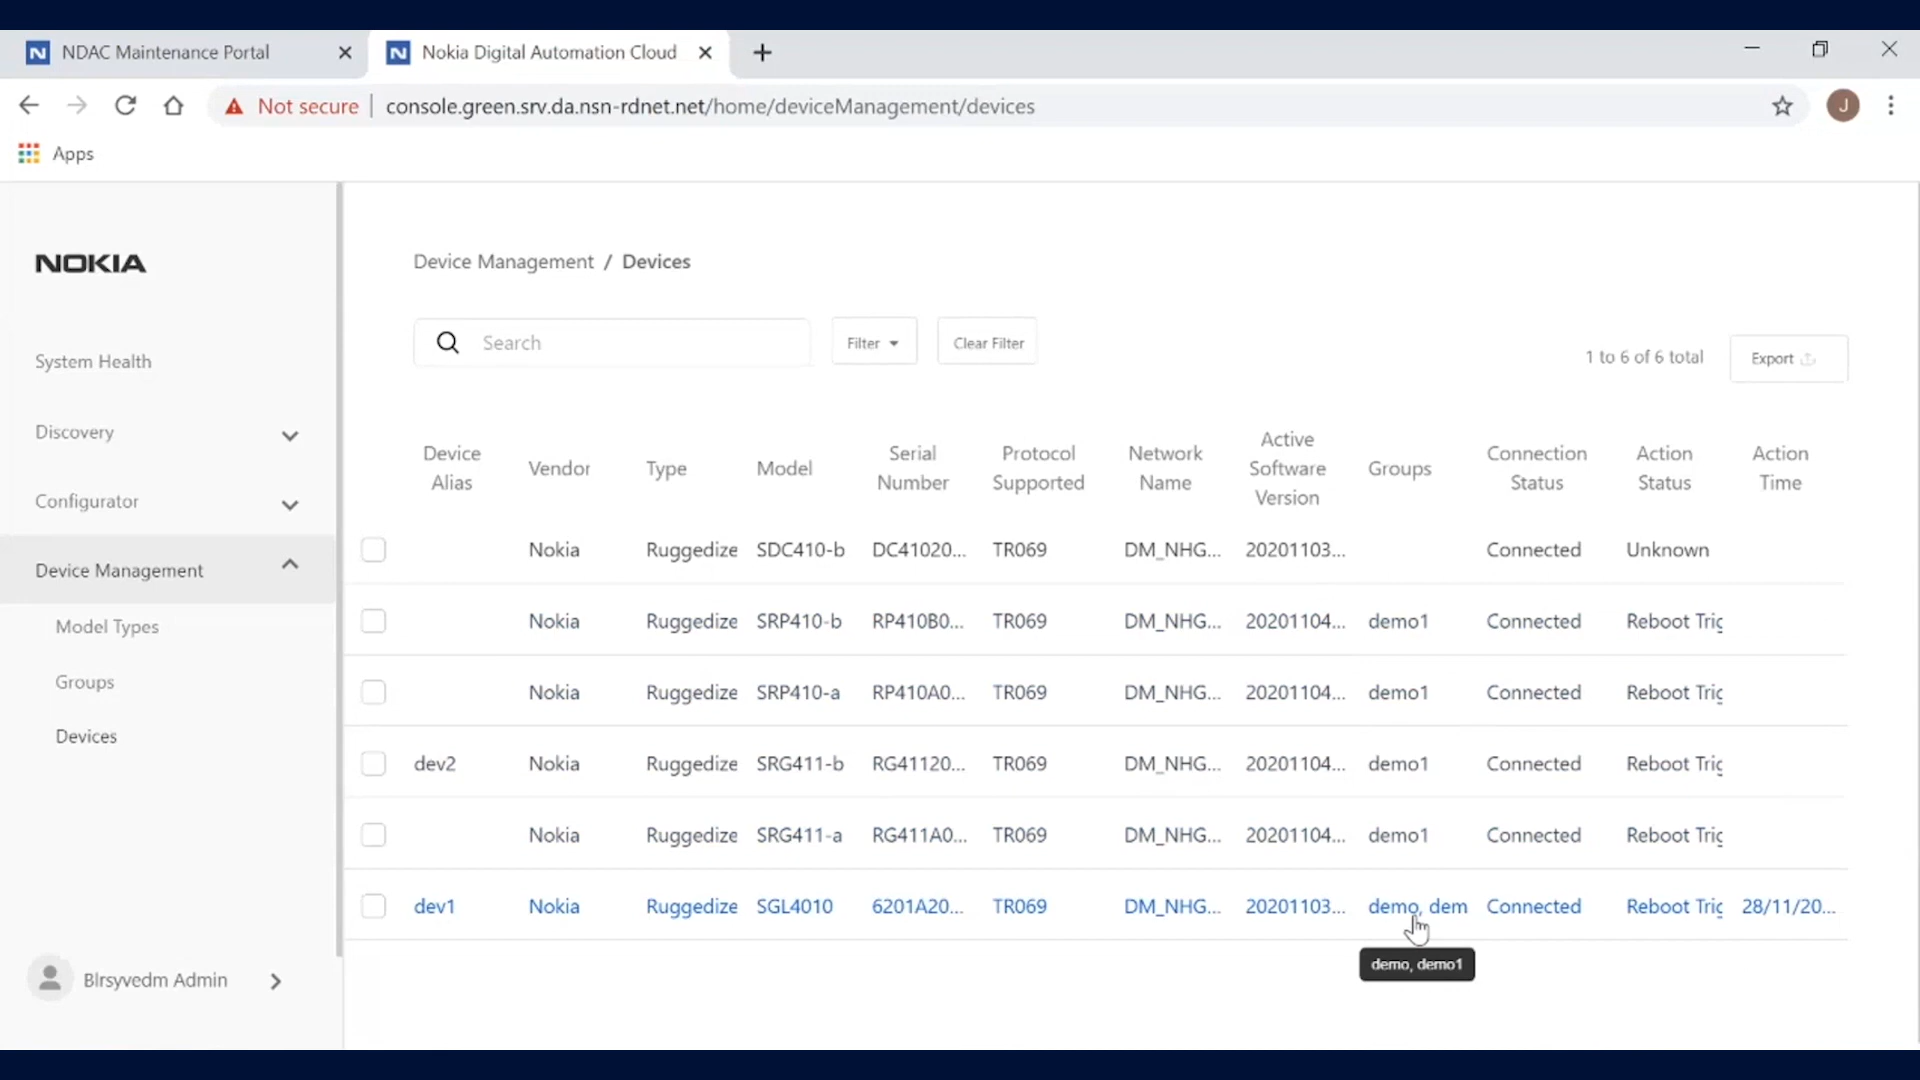 NDAC Maintenance Portal
Nokia Digital Automation Cloud
Not secure
console.green.srv.da.nsn-rdnet.net/home/deviceManagement/devices
J
Apps
NOKIA
System Health
Discovery
Configurator
Device Management
Model Types
Groups
Devices
Blrsyvedm Admin
Device Management / Devices
Search
Filter
Clear Filter
1 to 6 of 6 total
Export
Device Alias Vendor Type Model Serial Number Protocol Supported Network Name Active Software Version Groups Connection Status Action Status Action Time
Nokia Ruggedize SDC410-b DC41020... TR069 DM_NHG... 20201103... Connected Unknown
Nokia Ruggedize SRP410-b RP410B0... TR069 DM_NHG... 20201104... demo1 Connected Reboot Trig
Nokia Ruggedize SRP410-a RP410A0... TR069 DM_NHG... 20201104... demo1 Connected Reboot Trig
dev2 Nokia Ruggedize SRG411-b RG41120... TR069 DM_NHG... 20201104... demo1 Connected Reboot Trig
Nokia Ruggedize SRG411-a RG411A0... TR069 DM_NHG... 20201104... demo1 Connected Reboot Trig
dev1 Nokia Ruggedize SGL4010 6201A20... TR069 DM_NHG... 20201103... demo, dem Connected Reboot Trig 28/11/20...
demo, demo1